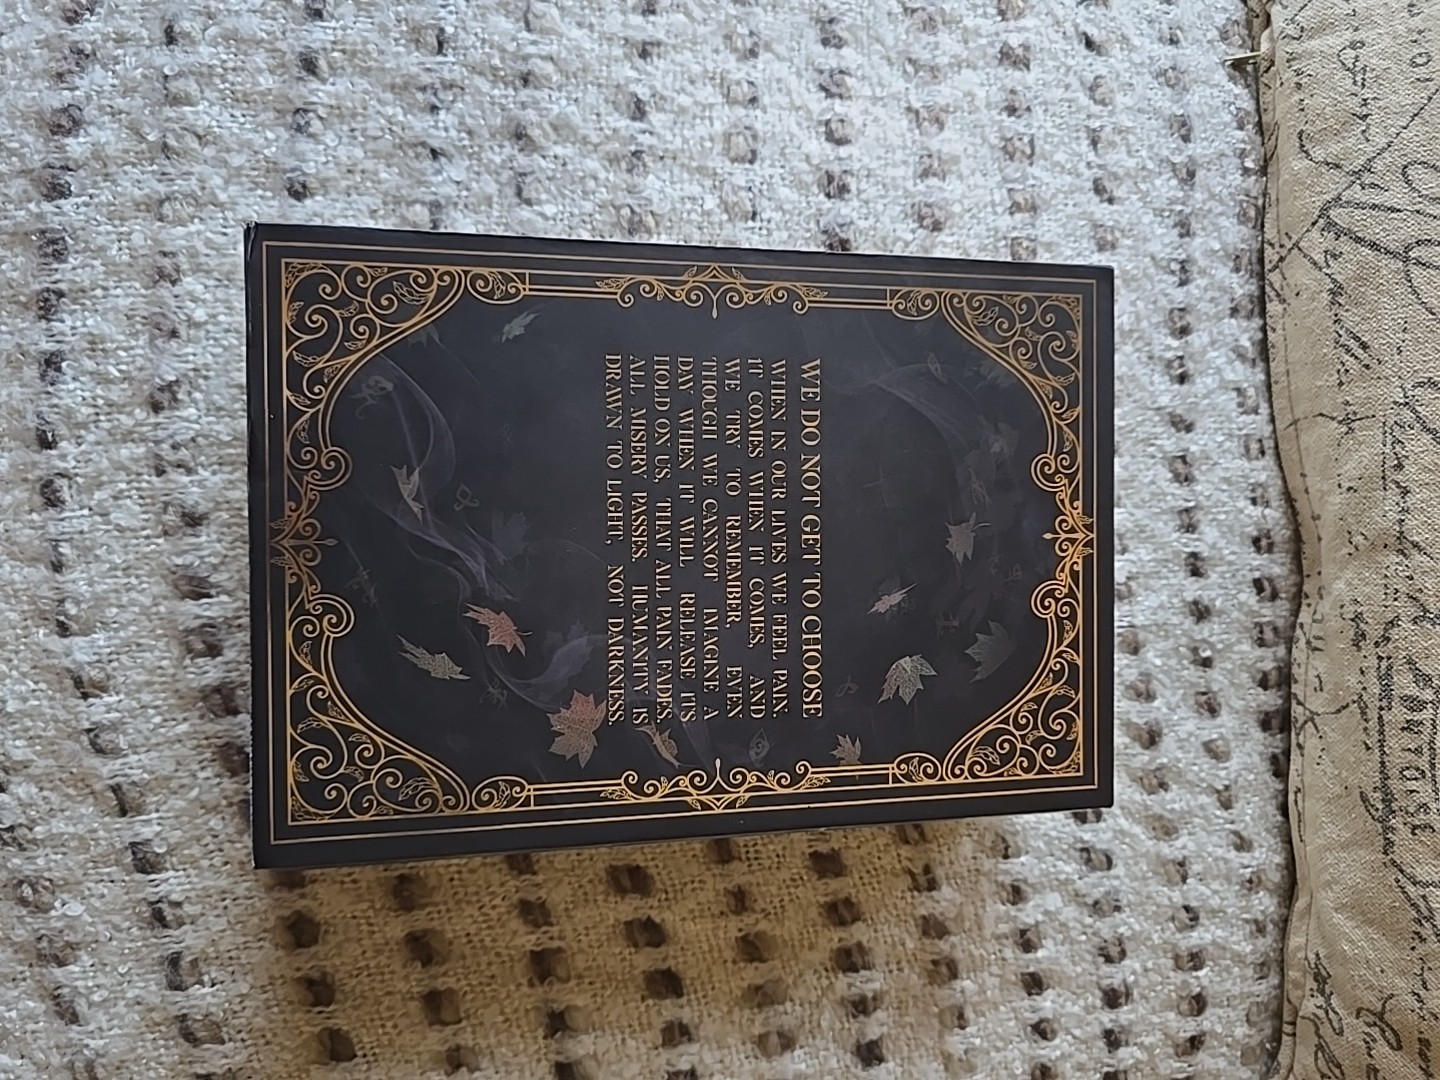 WE DO NOT GET TO CHOOSE
WHEN IN OUR LIVES WE FEEL PAIN.
IT COMES WHEN IT COMES, AND
WE TRY TO REMEMBER, EVEN
THOUGH WE CANNOT IMAGINE A
DAY WHEN IT WILL RELEASE ITS
HOLD ON US, THAT ALL PAIN FADES.
ALL MISERY PASSES. HUMANITY IS
DRAWN TO LIGHT, NOT DARKNESS.